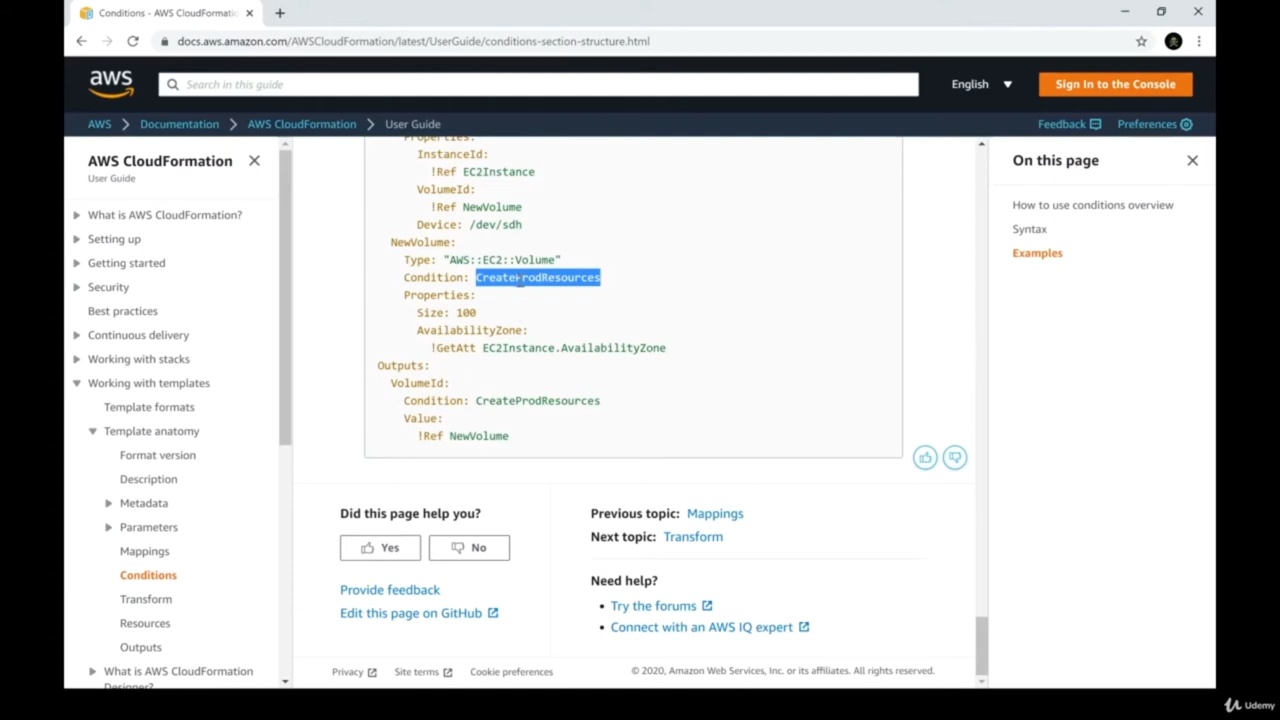 Conditions - AWS CloudFormatio
docs.aws.amazon.com/AWSCloudFormation/latest/UserGuide/conditions-section-structure.html
aws
Search in this guide
English
Sign In to the Console
AWS
Documentation
AWS CloudFormation
User Guide
Feedback
Preferences
AWS CloudFormation
User Guide
What is AWS CloudFormation?
Setting up
Getting started
Security
Best practices
Continuous delivery
Working with stacks
Working with templates
Template formats
Template anatomy
Format version
Description
Metadata
Parameters
Mappings
Conditions
Transform
Resources
Outputs
What is AWS CloudFormation
Designer?
Properties:
InstanceId:
!Ref EC2Instance
VolumeId:
!Ref NewVolume
Device: /dev/sdh
NewVolume:
Type: "AWS::EC2::Volume"
Condition: CreateProdResources
Properties:
Size: 100
AvailabilityZone:
!GetAtt EC2Instance.AvailabilityZone
Outputs:
VolumeId:
Condition: CreateProdResources
Value:
!Ref NewVolume
Did this page help you?
Yes
No
Provide feedback
Edit this page on GitHub
Previous topic: Mappings
Next topic: Transform
Need help?
• Try the forums
• Connect with an AWS IQ expert
Privacy
Site terms
Cookie preferences
© 2020, Amazon Web Services, Inc. or its affiliates. All rights reserved.
On this page
How to use conditions overview
Syntax
Examples
Udemy